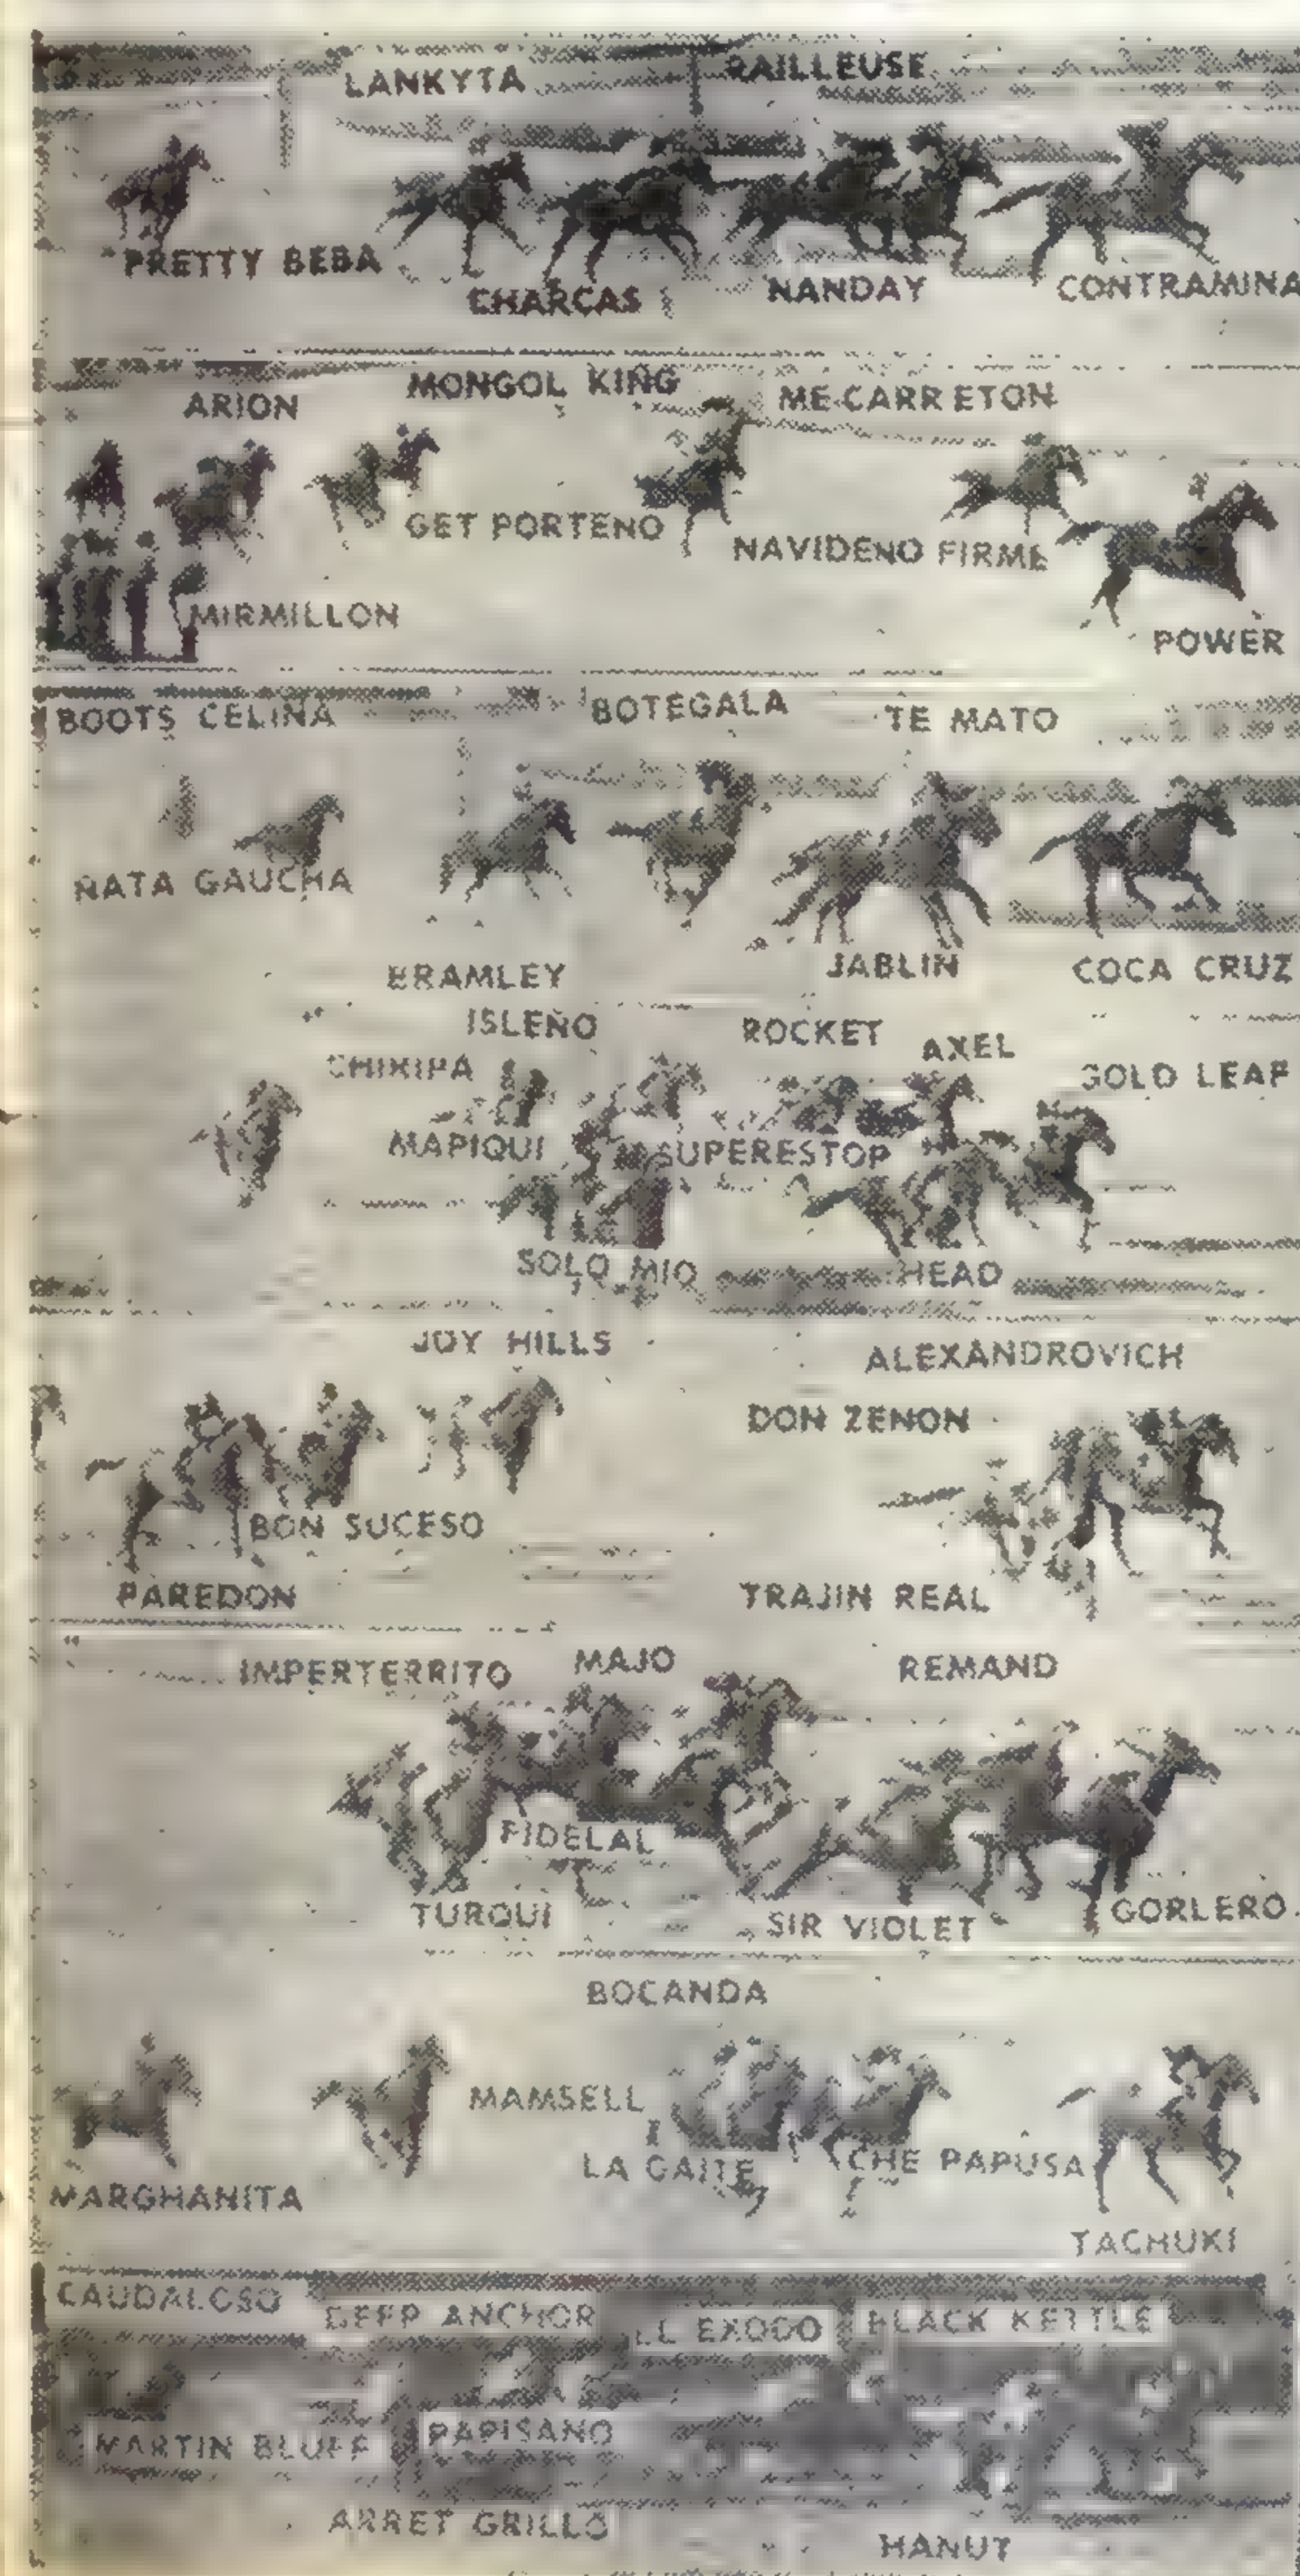 LANKYTA RAILLEUSE
PRETTY BEBA
CHARCAS NANDAY CONTRAMINA
MONGOL KING ME CARRETON
ARION
GET PORTENO
NAVIDENO FIRME
MIRMILLON
POWER
BOOTS CELINA BOTEGALA TE MATO
NATA GAUCHA
BRAMLEY JABLIN COCA CRUZ
ISLEÑO ROCKET AXEL
CHIRIPA GOLD LEAF
MAPIQUI SUPERESTOP
SOLO MIO HEAD
JOY HILLS ALEXANDROVICH
DON ZENON
BON SUCESO
PAREDON TRAJIN REAL
IMPERTERRITO MAJO REMAND
FIDELAL
TURQUI SIR VIOLET GORLERO
BOCANDA
MAMSELL
LA GAITE CHE PAPUSA
MARGHANITA
TACHUKI
CAUDALOSO DEEP ANCHOR EXODO BLACK KETTLE
MARTIN BLUFF PAPISANO
ARRET GRILLO
HANUT